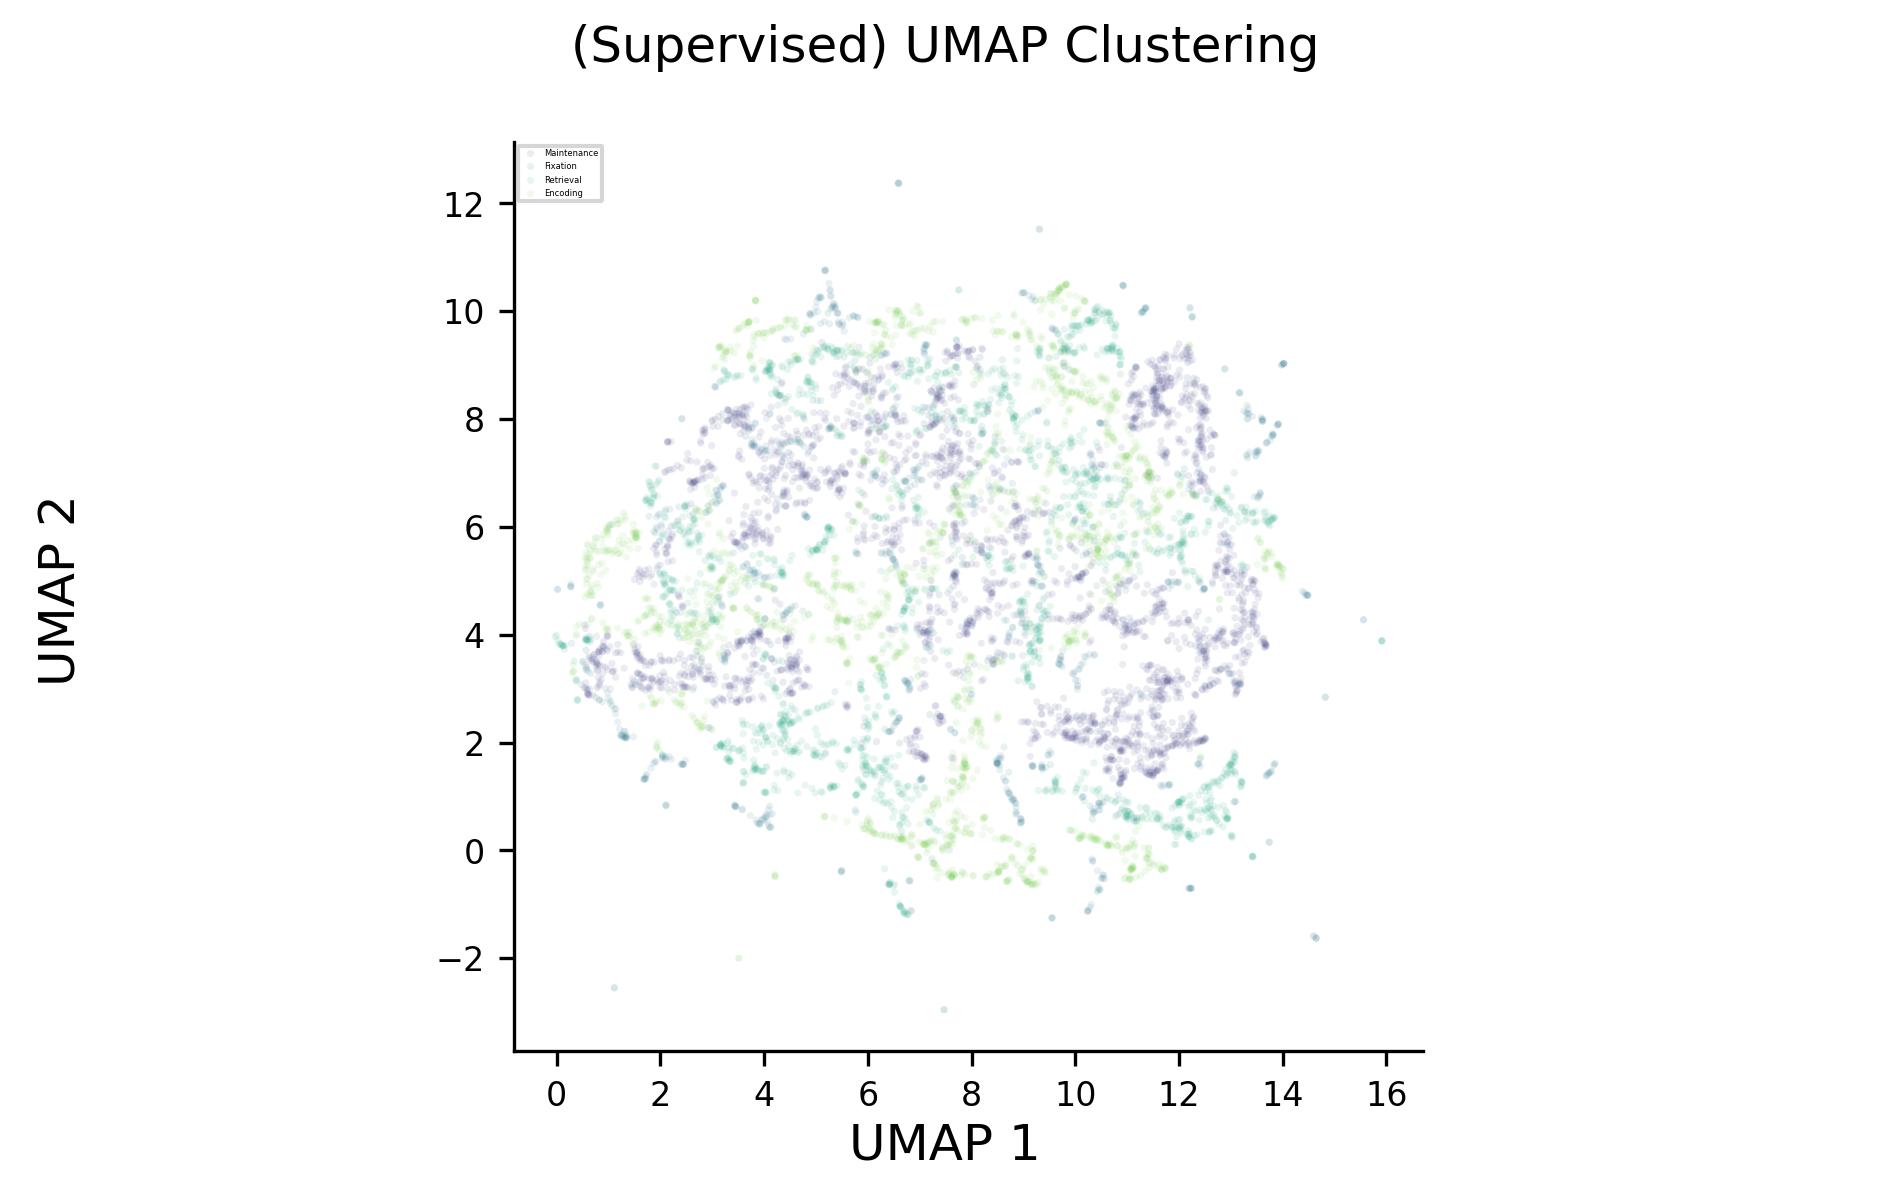 (Supervised) UMAP Clustering
Maintenance
Fixation
Retrieval
Encoding
12
10
8
6
4
2
0
−2
UMAP 2
0 2 4 6 8 10 12 14 16
UMAP 1